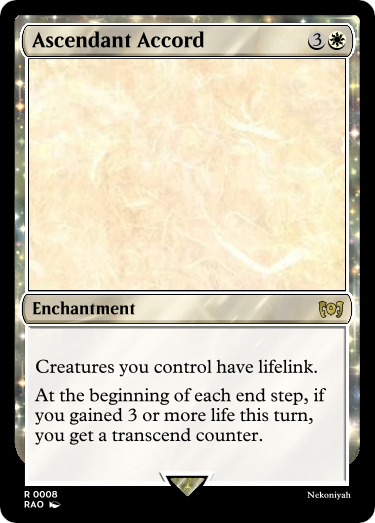 Ascendant Accord 3
Enchantment
Creatures you control have lifelink.
At the beginning of each end step, if
you gained 3 or more life this turn,
you get a transcend counter.
R 0008
RAO
Nekoniyah